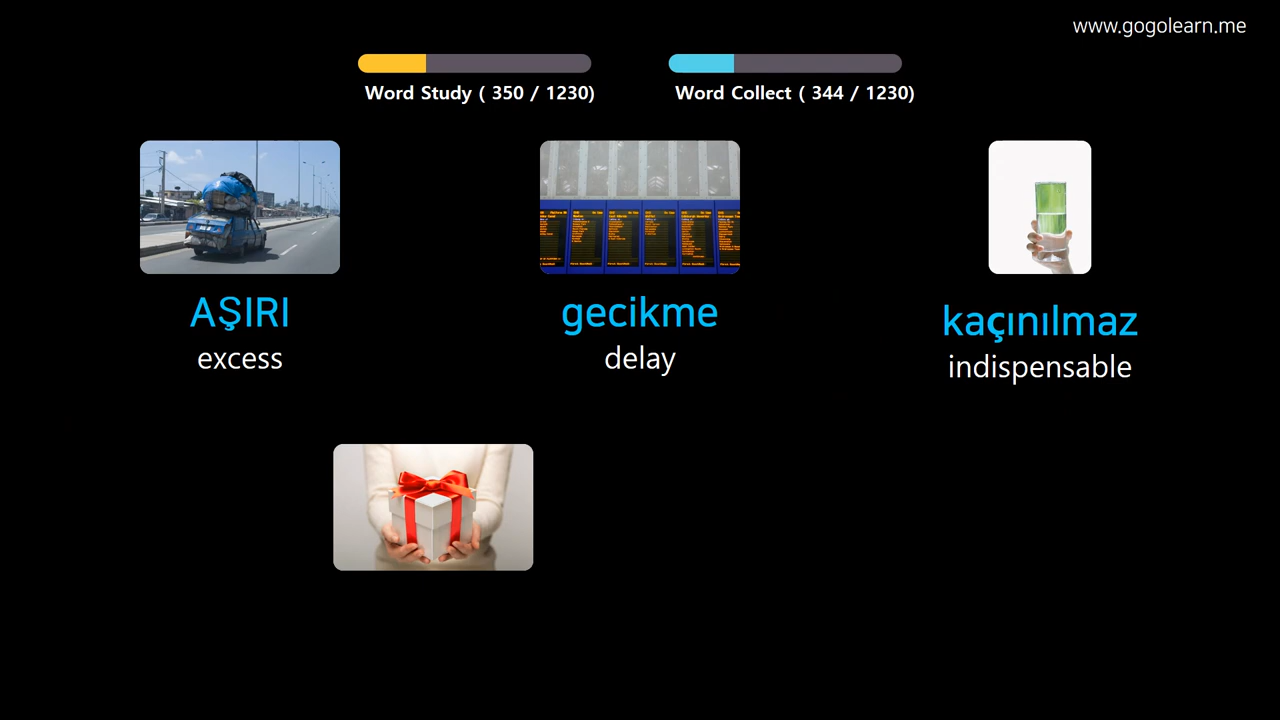 www.gogolearn.me
Word Study ( 350 / 1230)
Word Collect ( 344 / 1230)
AŞIRI
excess
gecikme
delay
kaçınılmaz
indispensable